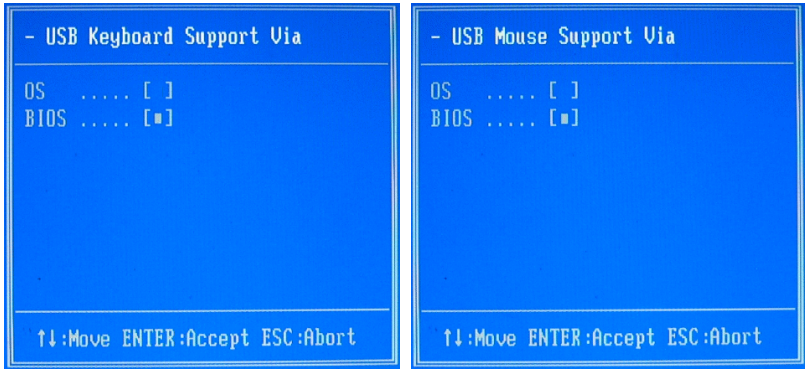 - USB Keyboard Support Via
OS ..... [ ]
BIOS ..... [■]
↑↓:Move ENTER:Accept ESC:Abort
- USB Mouse Support Via
OS ..... [ ]
BIOS ..... [■]
↑↓:Move ENTER:Accept ESC:Abort